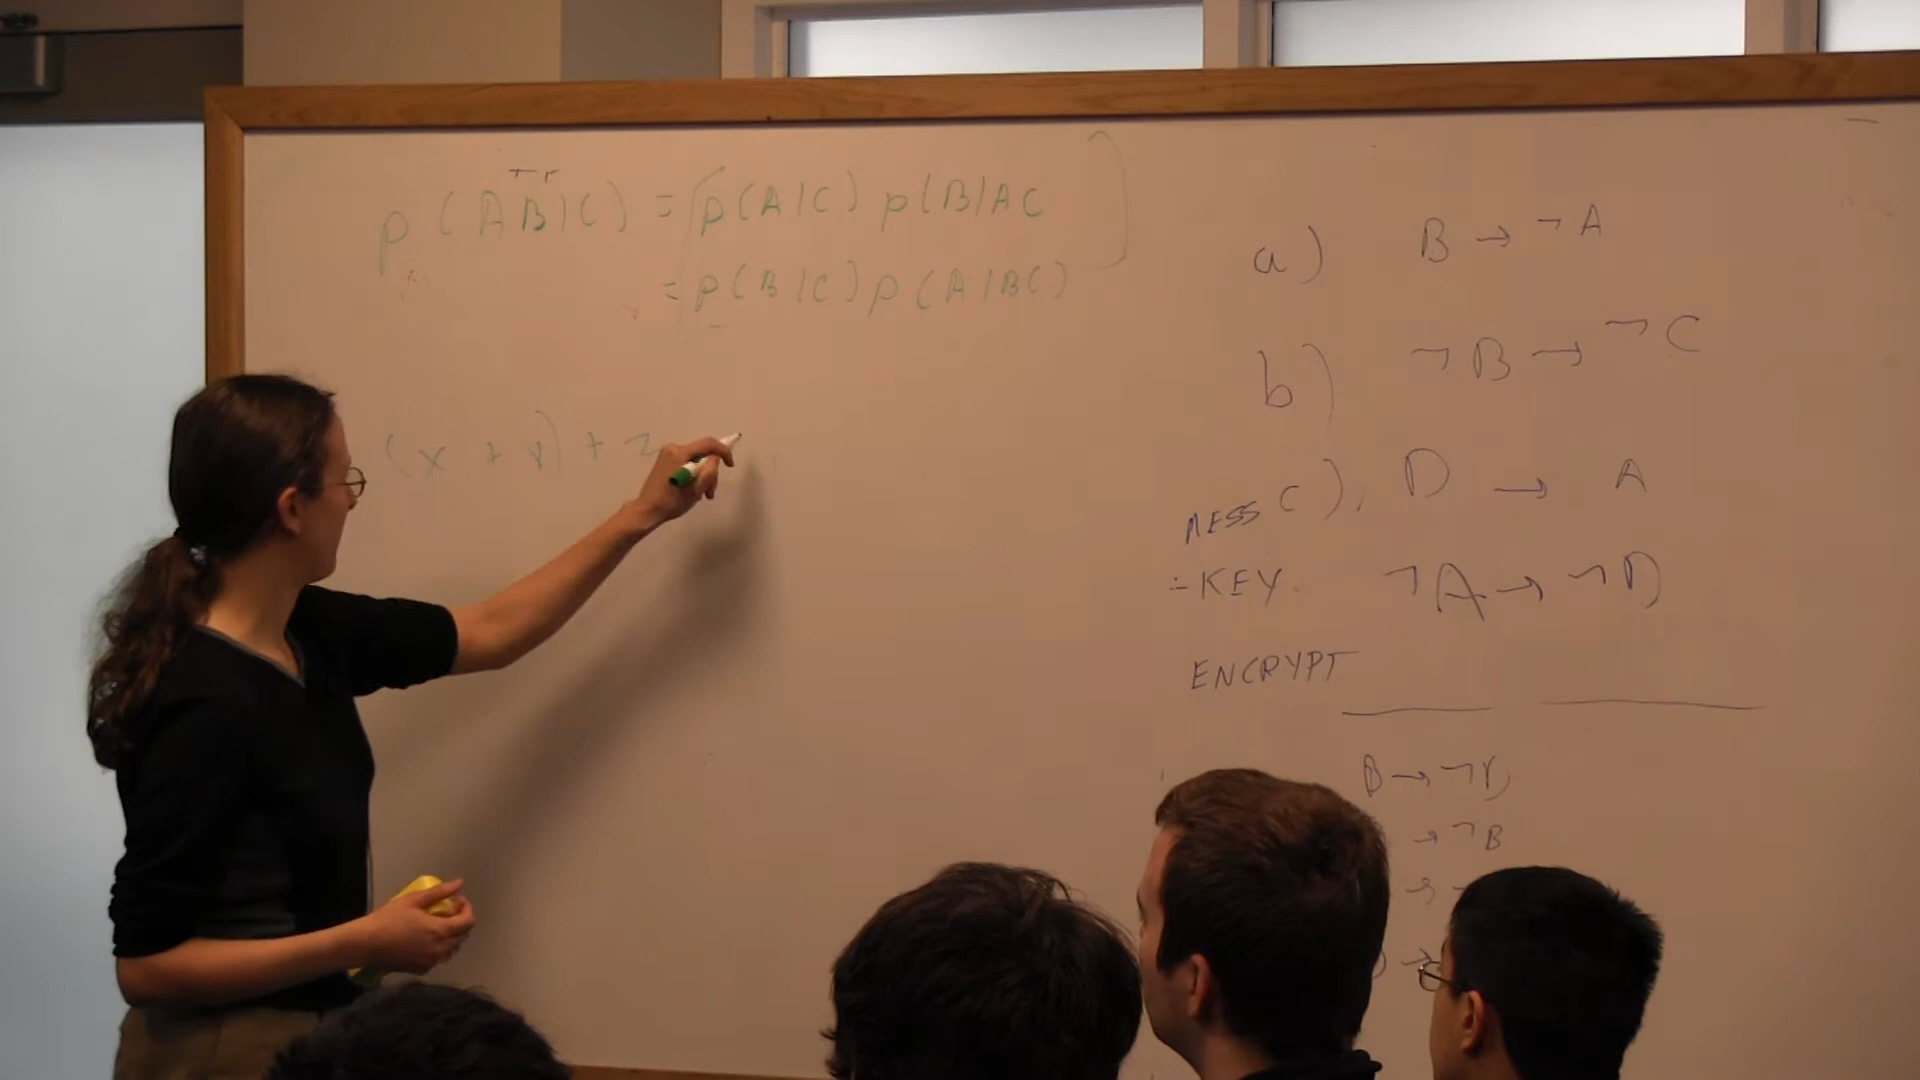 p(AB|C) = p(A|C) p(B|AC
= p(B|C) p(A|BC)
(x + y) + z
a) B → ¬A
b) ¬B → ¬C
MESS c) D → A
KEY ¬A → ¬D
ENCRYPT
B → ¬
→ ¬B